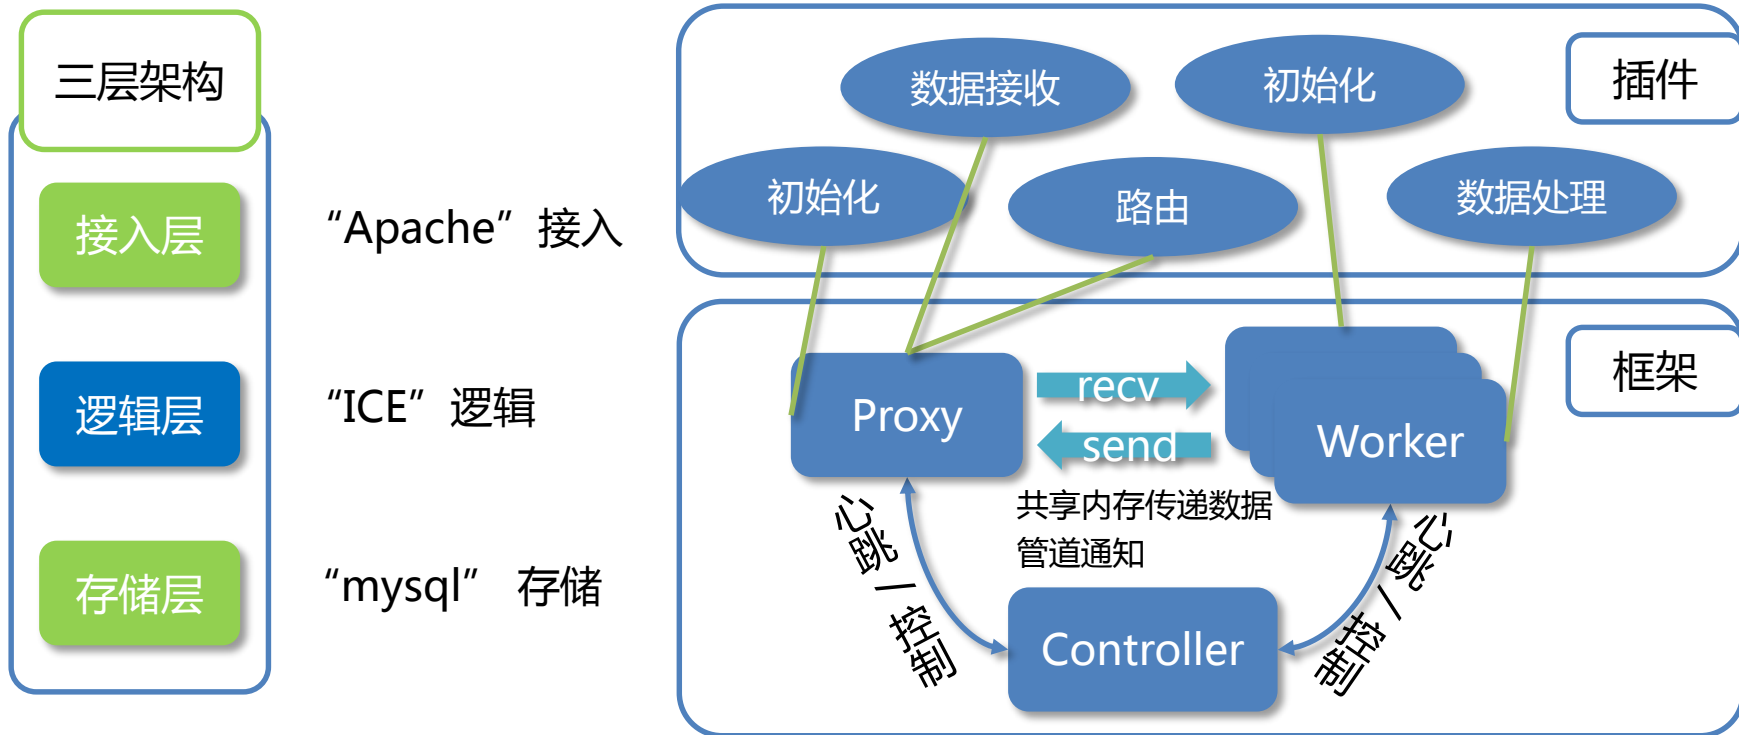 三层架构
接入层
“Apache”接入
逻辑层
“ICE”逻辑
存储层
“mysql” 存储
插件
数据接收
初始化
初始化
路由
数据处理
框架
Proxy
recv
send
Worker
共享内存传递数据
管道通知
心跳/控制
心跳/控制
Controller